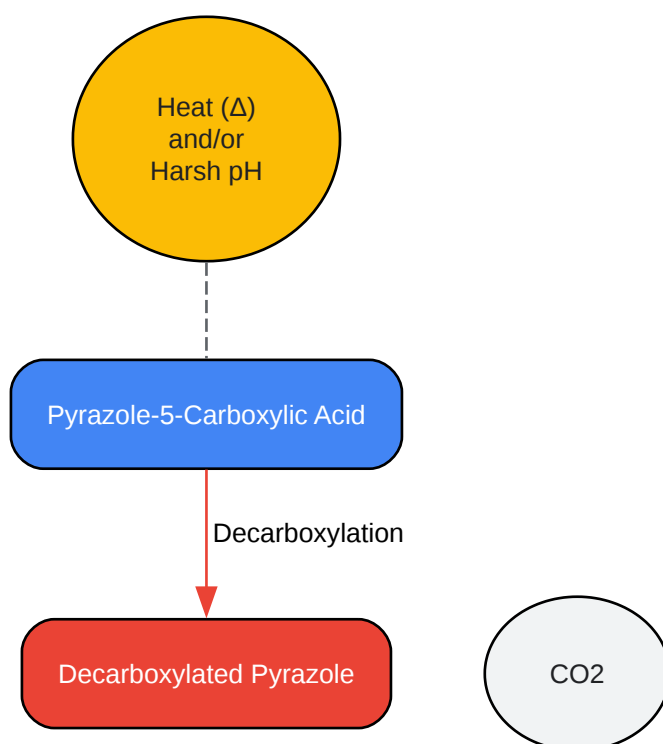 Heat (Δ)
and/or
Harsh pH
Pyrazole-5-Carboxylic Acid
Decarboxylation
Decarboxylated Pyrazole
CO2